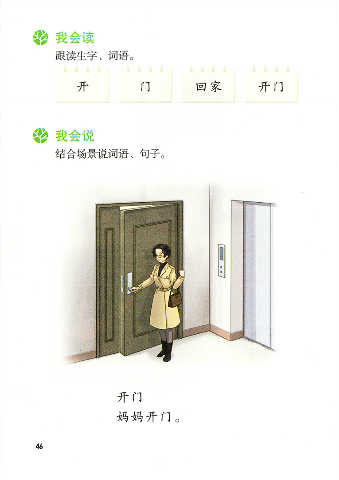 我会读
跟读生字、词语。
开 门 回家 开门
我会说
结合场景说词语、句子。
开门
妈妈开门。
46